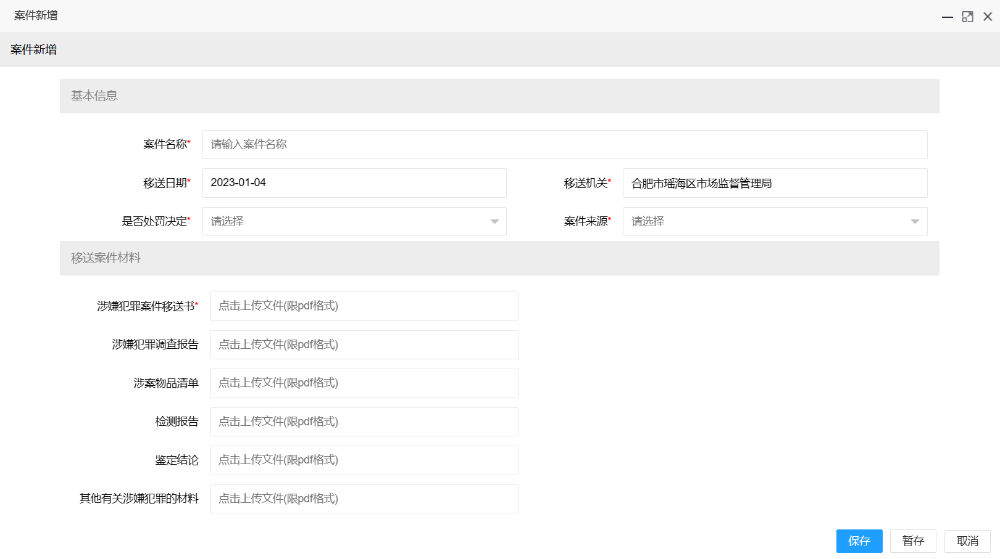 案件新增
案件新增
基本信息
案件名称* 请输入案件名称
移送日期* 2023-01-04 移送机关* 合肥市瑶海区市场监督管理局
是否处罚决定* 请选择 案件来源* 请选择
移送案件材料
涉嫌犯罪案件移送书* 点击上传文件(限pdf格式)
涉嫌犯罪调查报告 点击上传文件(限pdf格式)
涉案物品清单 点击上传文件(限pdf格式)
检测报告 点击上传文件(限pdf格式)
鉴定结论 点击上传文件(限pdf格式)
其他有关涉嫌犯罪的材料 点击上传文件(限pdf格式)
保存 暂存 取消